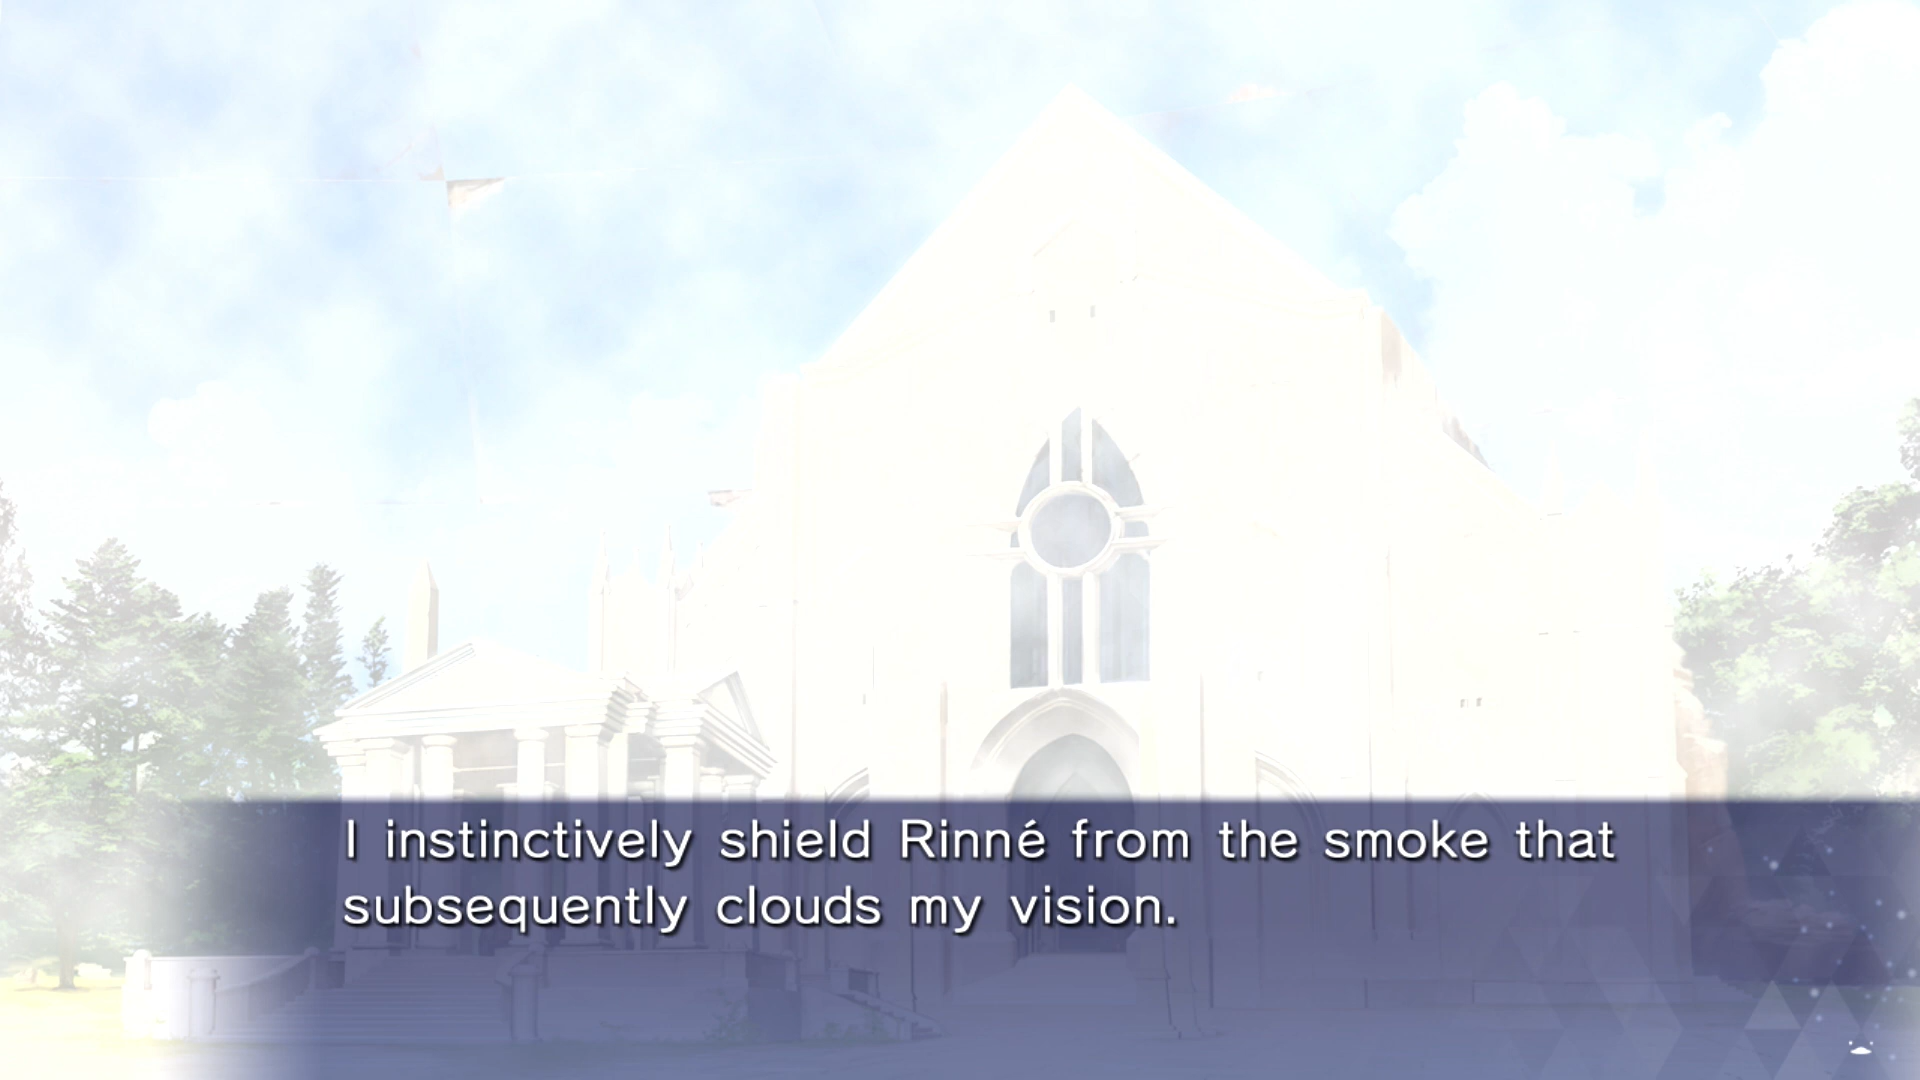 I instinctively shield Rinné from the smoke that
subsequently clouds my vision.